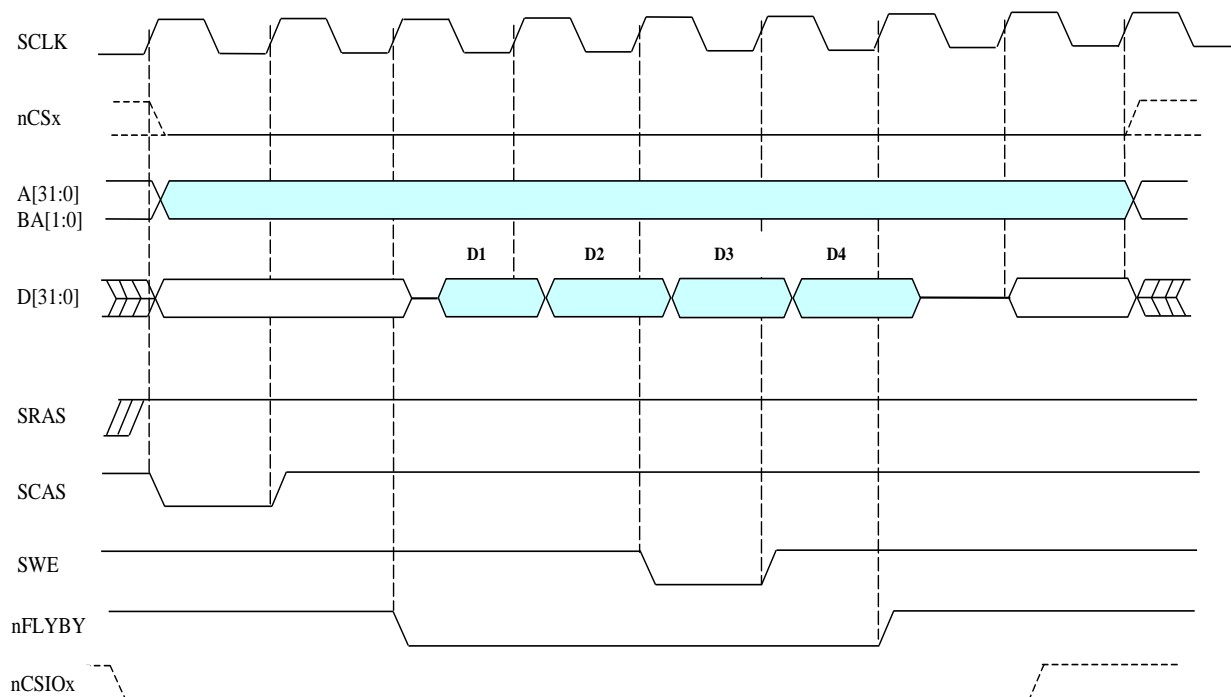 SCLK
nCSx
A[31:0]
BA[1:0]
D1 D2 D3 D4
D[31:0]
SRAS
SCAS
SWE
nFLYBY
nCSIOx